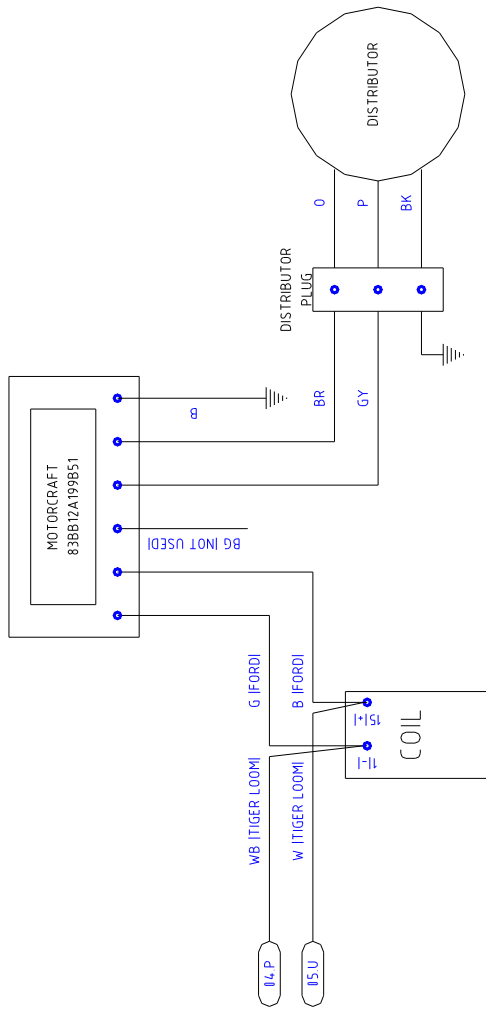 DISTRIBUTOR
O
P
BK
DISTRIBUTOR
PLUG
BR
GY
B
MOTORCRAFT
83BB12A199B51
BG |NOT USED|
G |FORD|
B |FORD|
15|+|
1|-|
COIL
WB |TIGER LOOM|
W |TIGER LOOM|
04.P
05.U